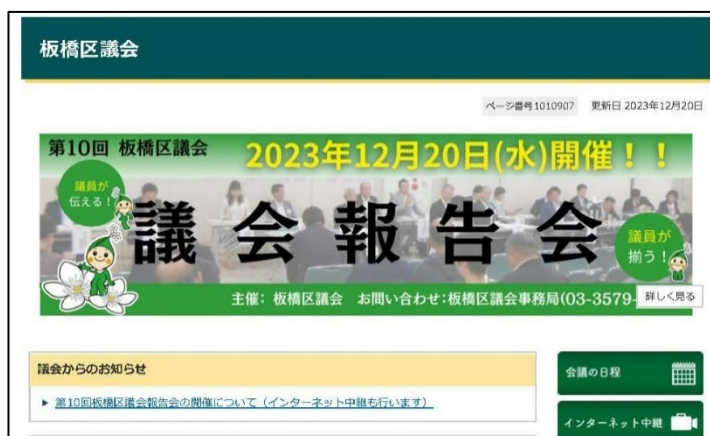 板橋区議会
ページ番号1010907 更新日 2023年12月20日
第10回 板橋区議会
2023年12月20日(水)開催！！
議員が
伝える！
議会報告会
議員が
揃う！
主催： 板橋区議会 お問い合わせ：板橋区議会事務局(03-3579-
詳しく見る
議会からのお知らせ
会議の日程
▶ 第10回板橋区議会報告会の開催について（インターネット中継も行います）
インターネット中継